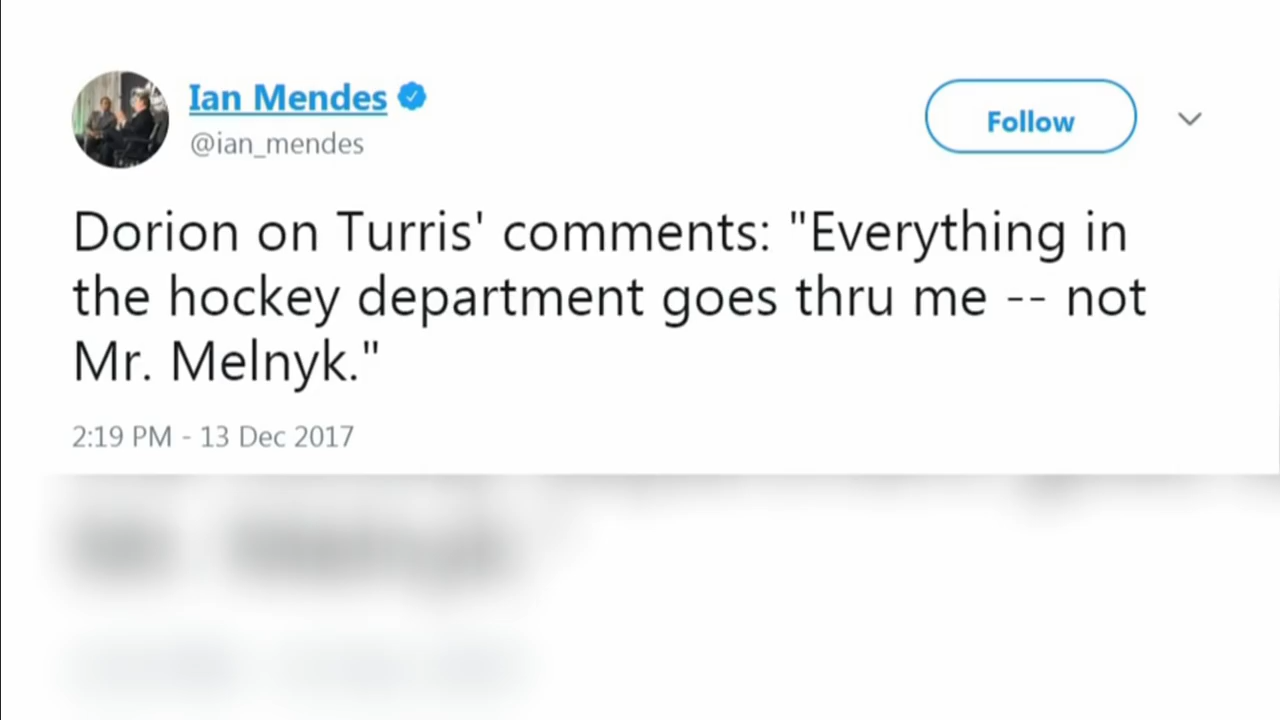 Ian Mendes
@ian_mendes
Follow
Dorion on Turris' comments: "Everything in
the hockey department goes thru me -- not
Mr. Melnyk."
2:19 PM - 13 Dec 2017